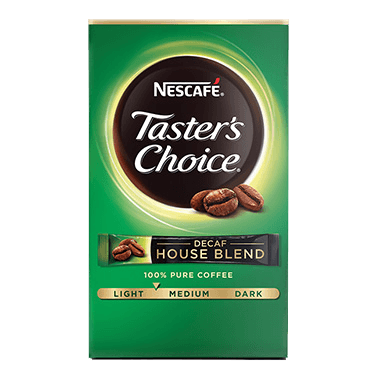 NESCAFÉ®
Taster's
Choice®
DECAF
HOUSE BLEND
100% PURE COFFEE
LIGHT MEDIUM DARK